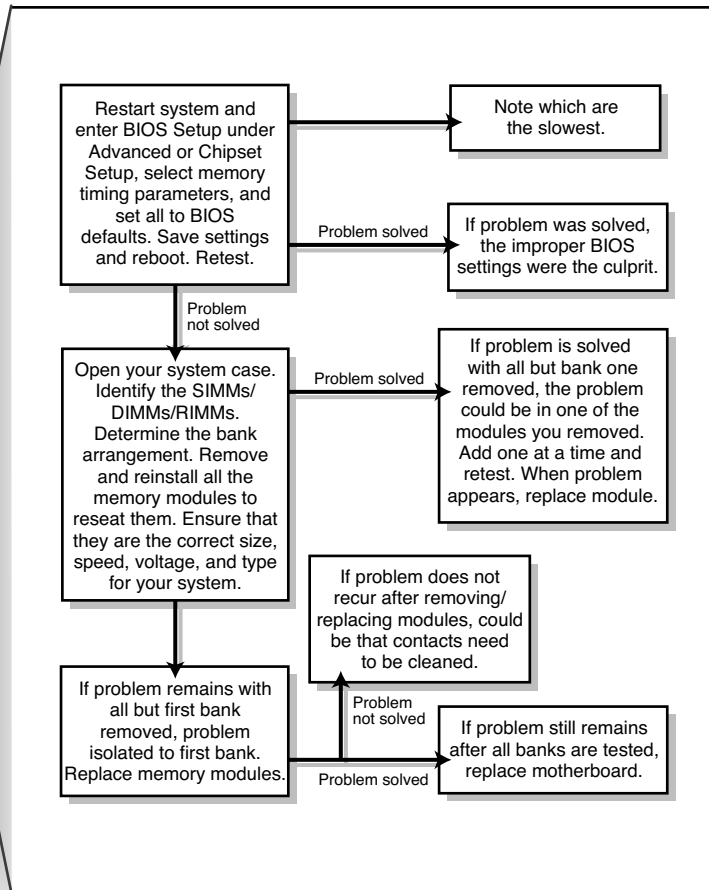 Restart system and
enter BIOS Setup under
Advanced or Chipset
Setup, select memory
timing parameters, and
set all to BIOS
defaults. Save settings
and reboot. Retest.
Note which are
the slowest.
Problem solved
If problem was solved,
the improper BIOS
settings were the culprit.
Problem
not solved
Open your system case.
Identify the SIMMs/
DIMMs/RIMMs.
Determine the bank
arrangement. Remove
and reinstall all the
memory modules to
reseat them. Ensure that
they are the correct size,
speed, voltage, and type
for your system.
Problem solved
If problem is solved
with all but bank one
removed, the problem
could be in one of the
modules you removed.
Add one at a time and
retest. When problem
appears, replace module.
If problem does not
recur after removing/
replacing modules, could
be that contacts need
to be cleaned.
If problem remains with
all but first bank
removed, problem
isolated to first bank.
Replace memory modules.
Problem
not solved
Problem solved
If problem still remains
after all banks are tested,
replace motherboard.